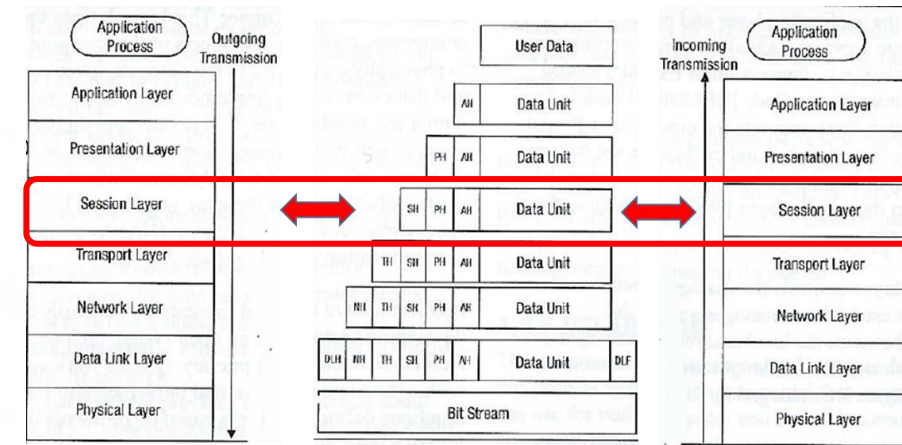 Application
Process
Outgoing
Transmission
Application Layer
Presentation Layer
Session Layer
Transport Layer
Network Layer
Data Link Layer
Physical Layer
User Data
AH Data Unit
PH AH Data Unit
SH PH AH Data Unit
TH SH PH AH Data Unit
NH TH SH PH AH Data Unit
DLH NH TH SH PH AH Data Unit DLF
Bit Stream
Incoming
Transmission
Application
Process
Application Layer
Presentation Layer
Session Layer
Transport Layer
Network Layer
Data Link Layer
Physical Layer